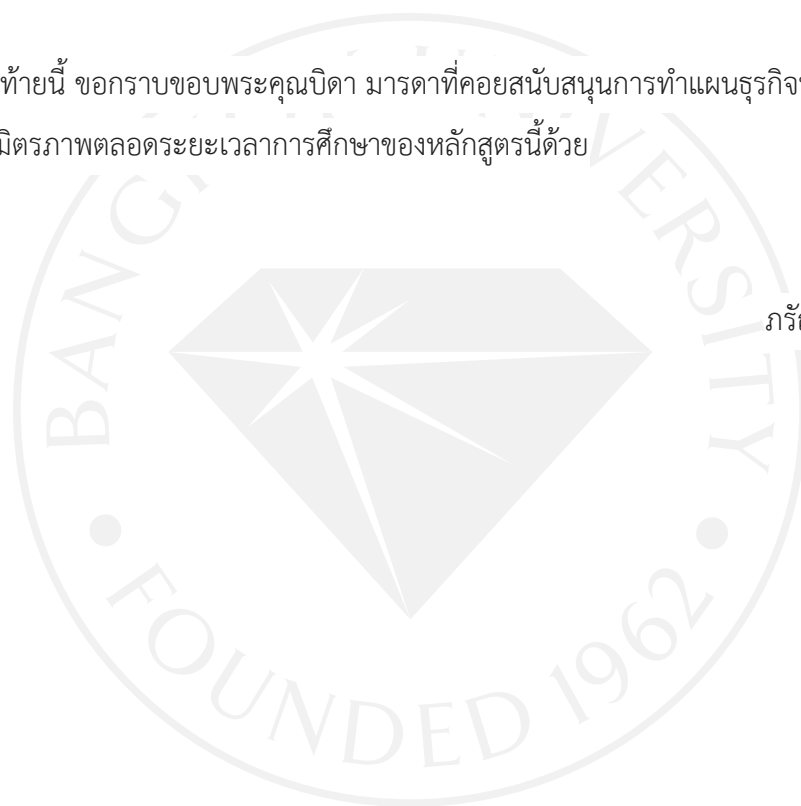 ท้ายนี้ ขอกราบขอบพระคุณบิดา มารดาที่คอยสนับสนุนการทำแผนธุรกิจ
มิตรภาพตลอดระยะเวลาการศึกษาของหลักสูตรนี้ด้วย
FOUNDED 1962